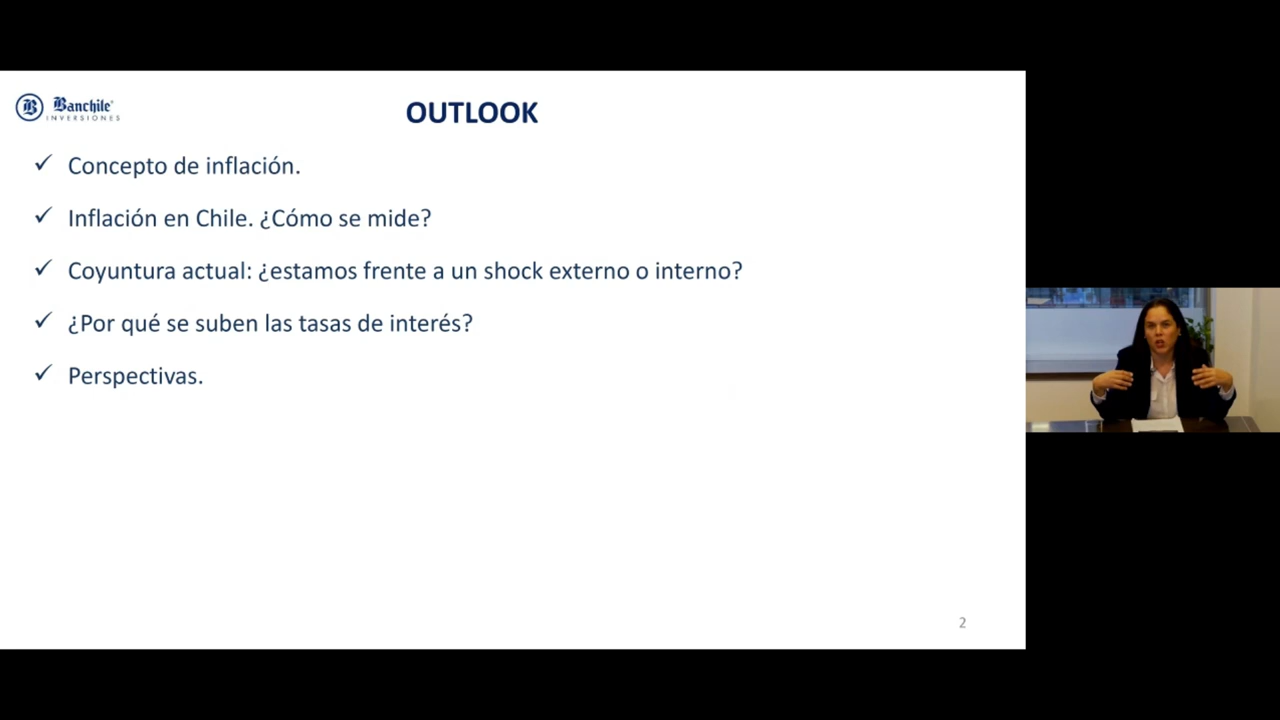 Banchile
INVERSIONES
OUTLOOK
✓ Concepto de inflación.
✓ Inflación en Chile. ¿Cómo se mide?
✓ Coyuntura actual: ¿estamos frente a un shock externo o interno?
✓ ¿Por qué se suben las tasas de interés?
✓ Perspectivas.
2